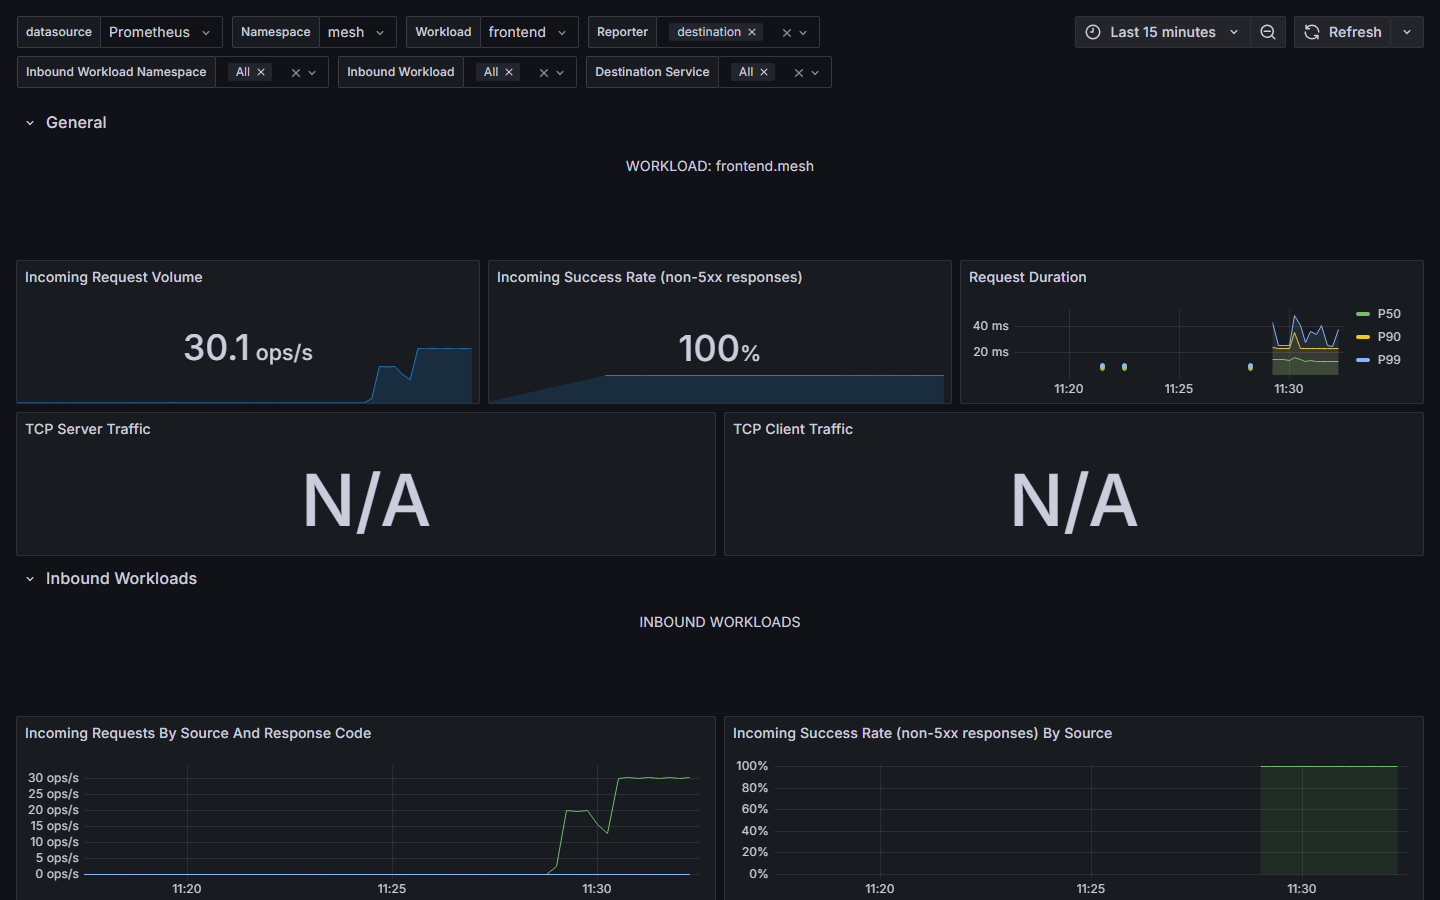 datasource Prometheus Namespace mesh Workload frontend Reporter destination Last 15 minutes Refresh
Inbound Workload Namespace All Inbound Workload All Destination Service All
General
WORKLOAD: frontend.mesh
Incoming Request Volume
30.1 ops/s
Incoming Success Rate (non-5xx responses)
100%
Request Duration
40 ms
20 ms
11:20 11:25 11:30
P50
P90
P99
TCP Server Traffic
N/A
TCP Client Traffic
N/A
Inbound Workloads
INBOUND WORKLOADS
Incoming Requests By Source And Response Code
30 ops/s
25 ops/s
20 ops/s
15 ops/s
10 ops/s
5 ops/s
0 ops/s
11:20 11:25 11:30
Incoming Success Rate (non-5xx responses) By Source
100%
80%
60%
40%
20%
0%
11:20 11:25 11:30